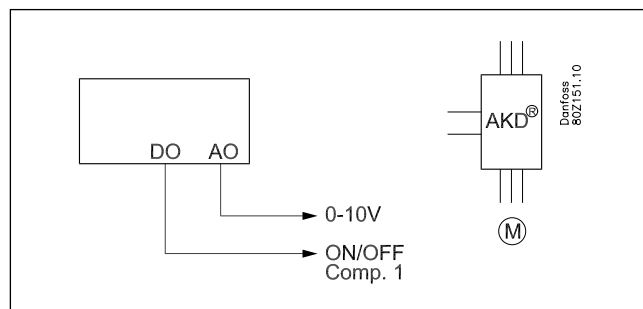 DO AO
0-10V
ON/OFF
Comp. 1
AKD®
M
Danfoss
80Z151.10